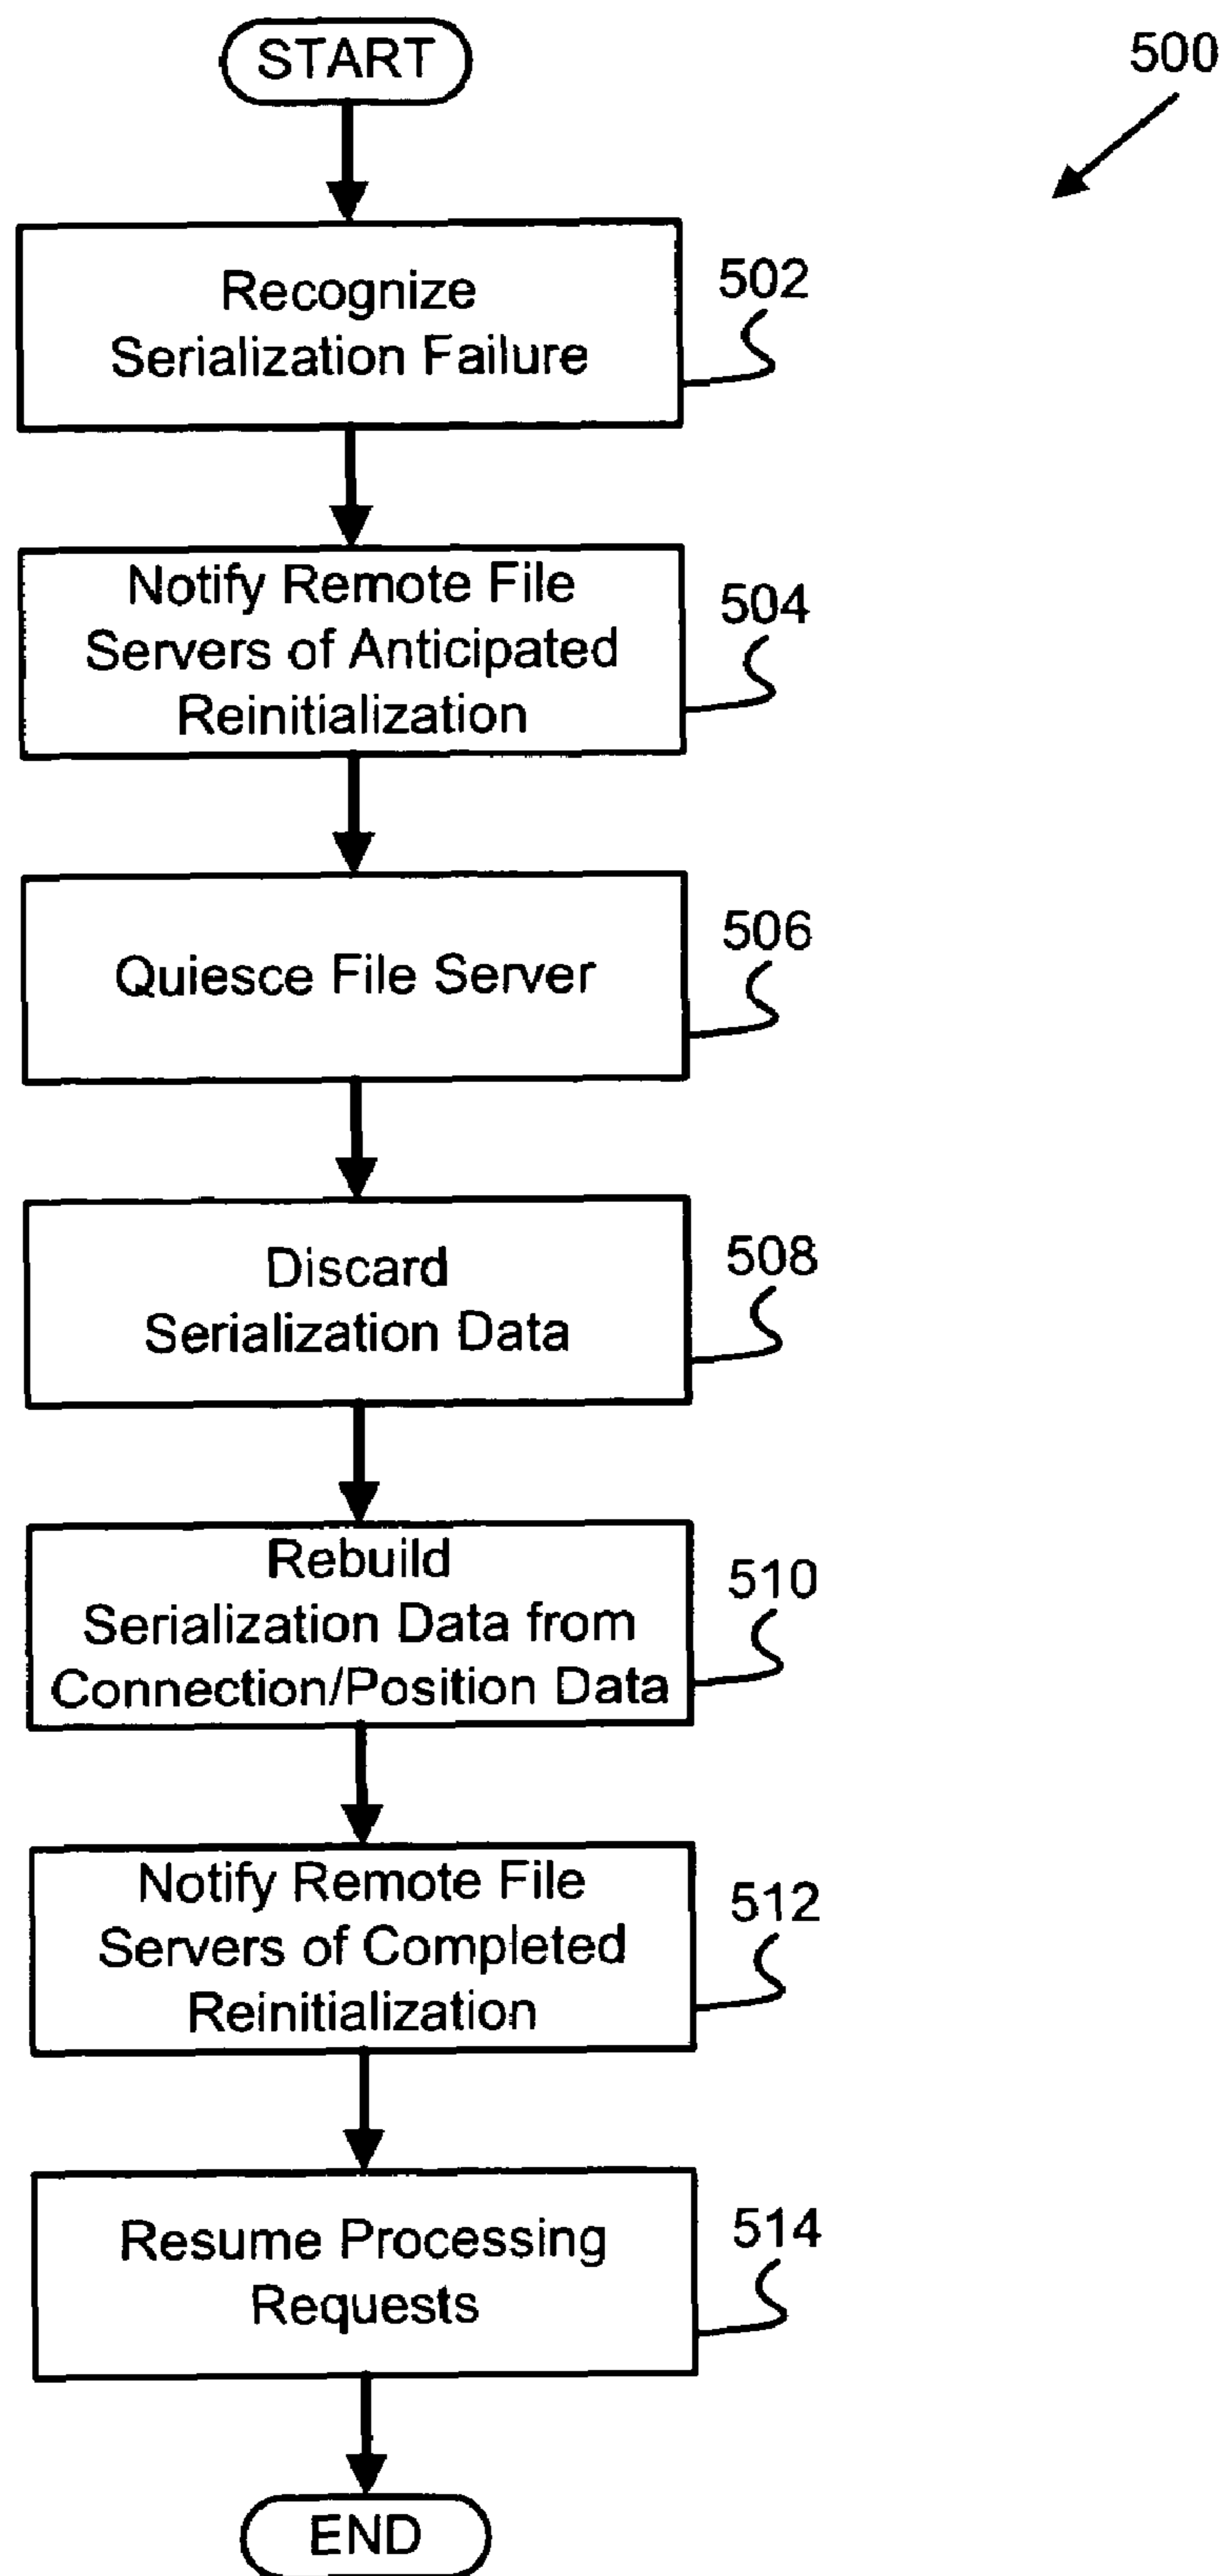 START
500
Recognize
Serialization Failure
502
Notify Remote File
Servers of Anticipated
Reinitialization
504
Quiesce File Server
506
Discard
Serialization Data
508
Rebuild
Serialization Data from
Connection/Position Data
510
Notify Remote File
Servers of Completed
Reinitialization
512
Resume Processing
Requests
514
END